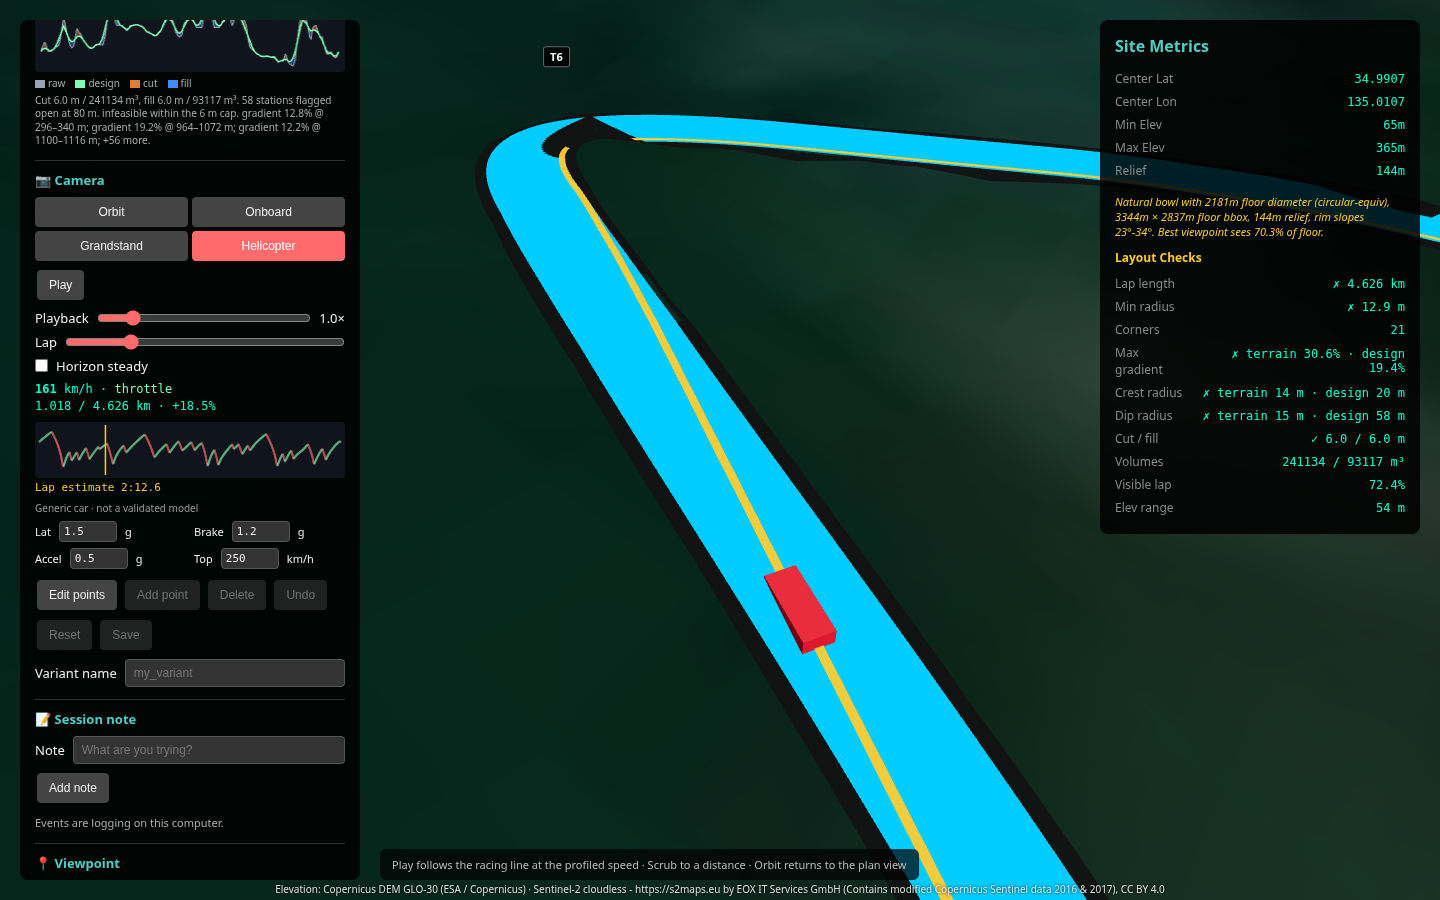 raw design cut fill
Cut 6.0 m / 241134 m³, fill 6.0 m / 93117 m³. 58 stations flagged
open at 80 m. infeasible within the 6 m cap. gradient 12.8% @
296–340 m; gradient 19.2% @ 964–1072 m; gradient 12.2% @
1100–1116 m; +56 more.
📷 Camera
Orbit
Onboard
Grandstand
Helicopter
Play
Playback 1.0×
Lap
Horizon steady
161 km/h · throttle
1.018 / 4.626 km · +18.5%
Lap estimate 2:12.6
Generic car · not a validated model
Lat 1.5 g Brake 1.2 g
Accel 0.5 g Top 250 km/h
Edit points Add point Delete Undo
Reset Save
Variant name my_variant
📝 Session note
Note What are you trying?
Add note
Events are logging on this computer.
📍 Viewpoint
T6
Site Metrics
Center Lat 34.9907
Center Lon 135.0107
Min Elev 65m
Max Elev 365m
Relief 144m
Natural bowl with 2181m floor diameter (circular-equiv),
3344m × 2837m floor bbox, 144m relief, rim slopes
23°-34°. Best viewpoint sees 70.3% of floor.
Layout Checks
Lap length ✗ 4.626 km
Min radius ✗ 12.9 m
Corners 21
Max gradient ✗ terrain 30.6% · design
19.4%
Crest radius ✗ terrain 14 m · design 20 m
Dip radius ✗ terrain 15 m · design 58 m
Cut / fill ✓ 6.0 / 6.0 m
Volumes 241134 / 93117 m³
Visible lap 72.4%
Elev range 54 m
Play follows the racing line at the profiled speed · Scrub to a distance · Orbit returns to the plan view
Elevation: Copernicus DEM GLO-30 (ESA / Copernicus) · Sentinel-2 cloudless - https://s2maps.eu by EOX IT Services GmbH (Contains modified Copernicus Sentinel data 2016 & 2017), CC BY 4.0